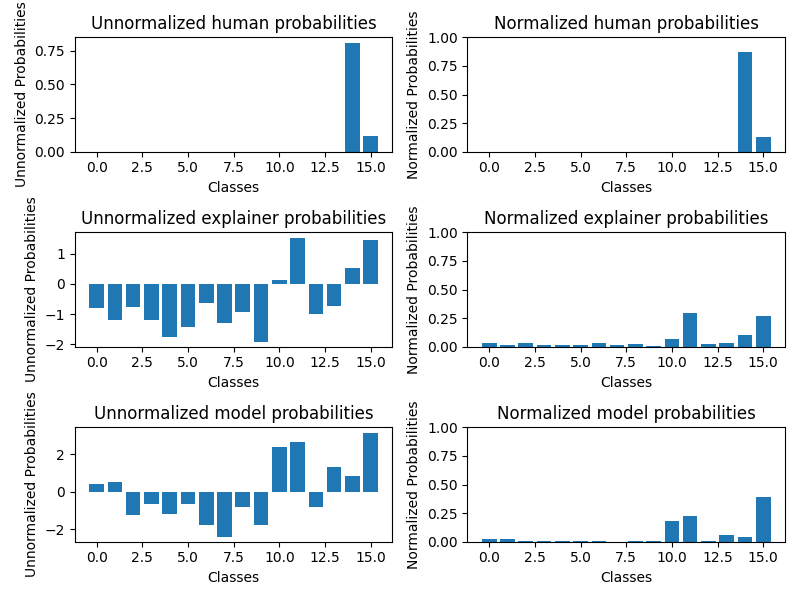 Unnormalized human probabilities
Unnormalized Probabilities
0.75
0.50
0.25
0.00
0.0 2.5 5.0 7.5 10.0 12.5 15.0
Classes
Normalized human probabilities
Normalized Probabilities
1.00
0.75
0.50
0.25
0.00
0.0 2.5 5.0 7.5 10.0 12.5 15.0
Classes
Unnormalized explainer probabilities
Unnormalized Probabilities
1
0
−1
−2
0.0 2.5 5.0 7.5 10.0 12.5 15.0
Classes
Normalized explainer probabilities
Normalized Probabilities
1.00
0.75
0.50
0.25
0.00
0.0 2.5 5.0 7.5 10.0 12.5 15.0
Classes
Unnormalized model probabilities
Unnormalized Probabilities
2
0
−2
0.0 2.5 5.0 7.5 10.0 12.5 15.0
Classes
Normalized model probabilities
Normalized Probabilities
1.00
0.75
0.50
0.25
0.00
0.0 2.5 5.0 7.5 10.0 12.5 15.0
Classes